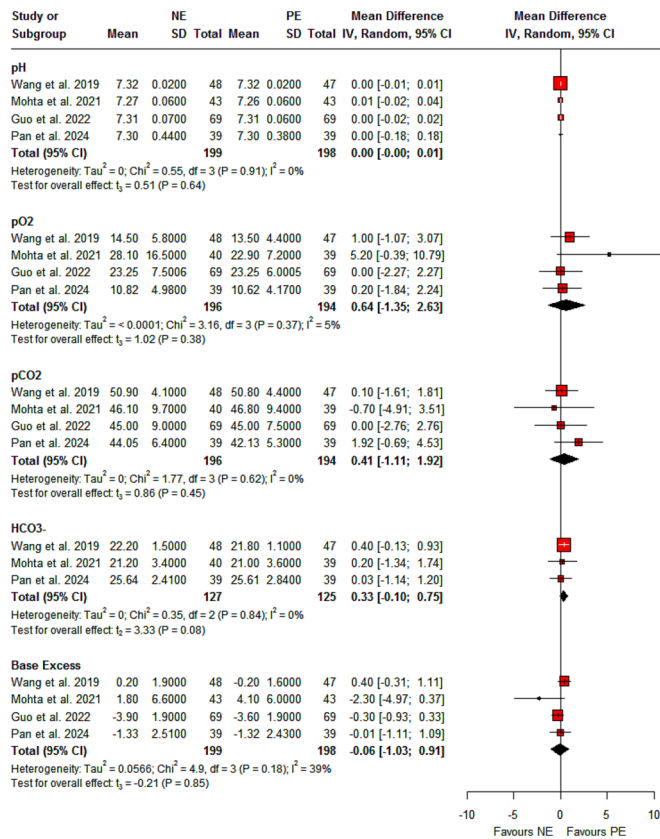 Study or NE PE Mean Difference Mean Difference
Subgroup Mean SD Total Mean SD Total IV, Random, 95% CI IV, Random, 95% CI
pH
Wang et al. 2019 7.32 0.0200 48 7.32 0.0200 47 0.00 [-0.01; 0.01]
Mohta et al. 2021 7.27 0.0600 43 7.26 0.0600 43 0.01 [-0.02; 0.04]
Guo et al. 2022 7.31 0.0700 69 7.31 0.0600 69 0.00 [-0.02; 0.02]
Pan et al. 2024 7.30 0.4400 39 7.30 0.3800 39 0.00 [-0.18; 0.18]
Total (95% CI) 199 198 0.00 [-0.00; 0.01]
Heterogeneity: Tau² = 0; Chi² = 0.55, df = 3 (P = 0.91); I² = 0%
Test for overall effect: t₃ = 0.51 (P = 0.64)
pO2
Wang et al. 2019 14.50 5.8000 48 13.50 4.4000 47 1.00 [-1.07; 3.07]
Mohta et al. 2021 28.10 16.5000 40 22.90 7.2000 39 5.20 [-0.39; 10.79]
Guo et al. 2022 23.25 7.5006 69 23.25 6.0005 69 0.00 [-2.27; 2.27]
Pan et al. 2024 10.82 4.9800 39 10.62 4.1700 39 0.20 [-1.84; 2.24]
Total (95% CI) 196 194 0.64 [-1.35; 2.63]
Heterogeneity: Tau² = < 0.0001; Chi² = 3.16, df = 3 (P = 0.37); I² = 5%
Test for overall effect: t₃ = 1.02 (P = 0.38)
pCO2
Wang et al. 2019 50.90 4.1000 48 50.80 4.4000 47 0.10 [-1.61; 1.81]
Mohta et al. 2021 46.10 9.7000 40 46.80 9.4000 39 -0.70 [-4.91; 3.51]
Guo et al. 2022 45.00 9.0000 69 45.00 7.5000 69 0.00 [-2.76; 2.76]
Pan et al. 2024 44.05 6.4000 39 42.13 5.3000 39 1.92 [-0.69; 4.53]
Total (95% CI) 196 194 0.41 [-1.11; 1.92]
Heterogeneity: Tau² = 0; Chi² = 1.77, df = 3 (P = 0.62); I² = 0%
Test for overall effect: t₃ = 0.86 (P = 0.45)
HCO3-
Wang et al. 2019 22.20 1.5000 48 21.80 1.1000 47 0.40 [-0.13; 0.93]
Mohta et al. 2021 21.20 3.4000 40 21.00 3.6000 39 0.20 [-1.34; 1.74]
Pan et al. 2024 25.64 2.4100 39 25.61 2.8400 39 0.03 [-1.14; 1.20]
Total (95% CI) 127 125 0.33 [-0.10; 0.75]
Heterogeneity: Tau² = 0; Chi² = 0.35, df = 2 (P = 0.84); I² = 0%
Test for overall effect: t₂ = 3.33 (P = 0.08)
Base Excess
Wang et al. 2019 0.20 1.9000 48 -0.20 1.6000 47 0.40 [-0.31; 1.11]
Mohta et al. 2021 1.80 6.6000 43 4.10 6.0000 43 -2.30 [-4.97; 0.37]
Guo et al. 2022 -3.90 1.9000 69 -3.60 1.9000 69 -0.30 [-0.93; 0.33]
Pan et al. 2024 -1.33 2.5100 39 -1.32 2.4300 39 -0.01 [-1.11; 1.09]
Total (95% CI) 199 198 -0.06 [-1.03; 0.91]
Heterogeneity: Tau² = 0.0566; Chi² = 4.9, df = 3 (P = 0.18); I² = 39%
Test for overall effect: t₃ = -0.21 (P = 0.85)
-10 -5 0 5 10
Favours NE Favours PE